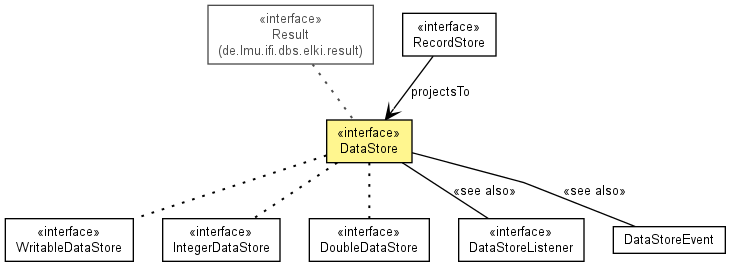 «interface»
Result
(de.lmu.ifi.dbs.elki.result)
«interface»
RecordStore
projectsTo
«interface»
DataStore
«see also»
«see also»
«interface»
WritableDataStore
«interface»
IntegerDataStore
«interface»
DoubleDataStore
«interface»
DataStoreListener
DataStoreEvent